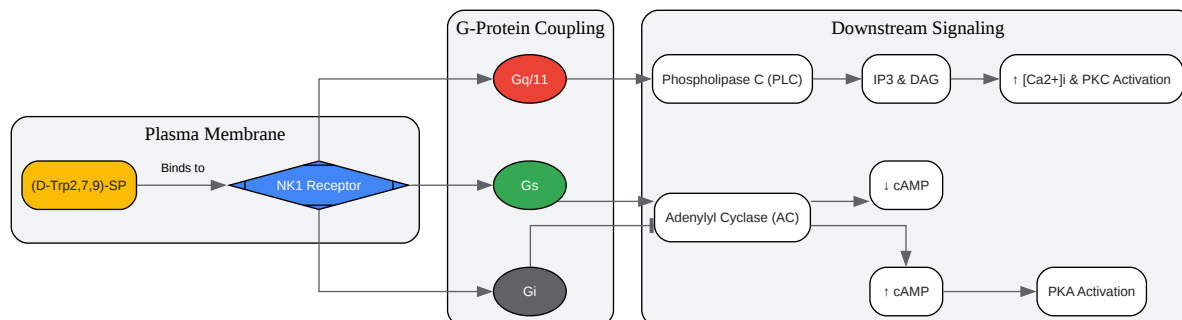 G-Protein Coupling
Downstream Signaling
Gq/11
Phospholipase C (PLC)
IP3 & DAG
↑ [Ca2+]i & PKC Activation
Plasma Membrane
(D-Trp2,7,9)-SP
Binds to
NK1 Receptor
Gs
Adenylyl Cyclase (AC)
↓ cAMP
Gi
↑ cAMP
PKA Activation